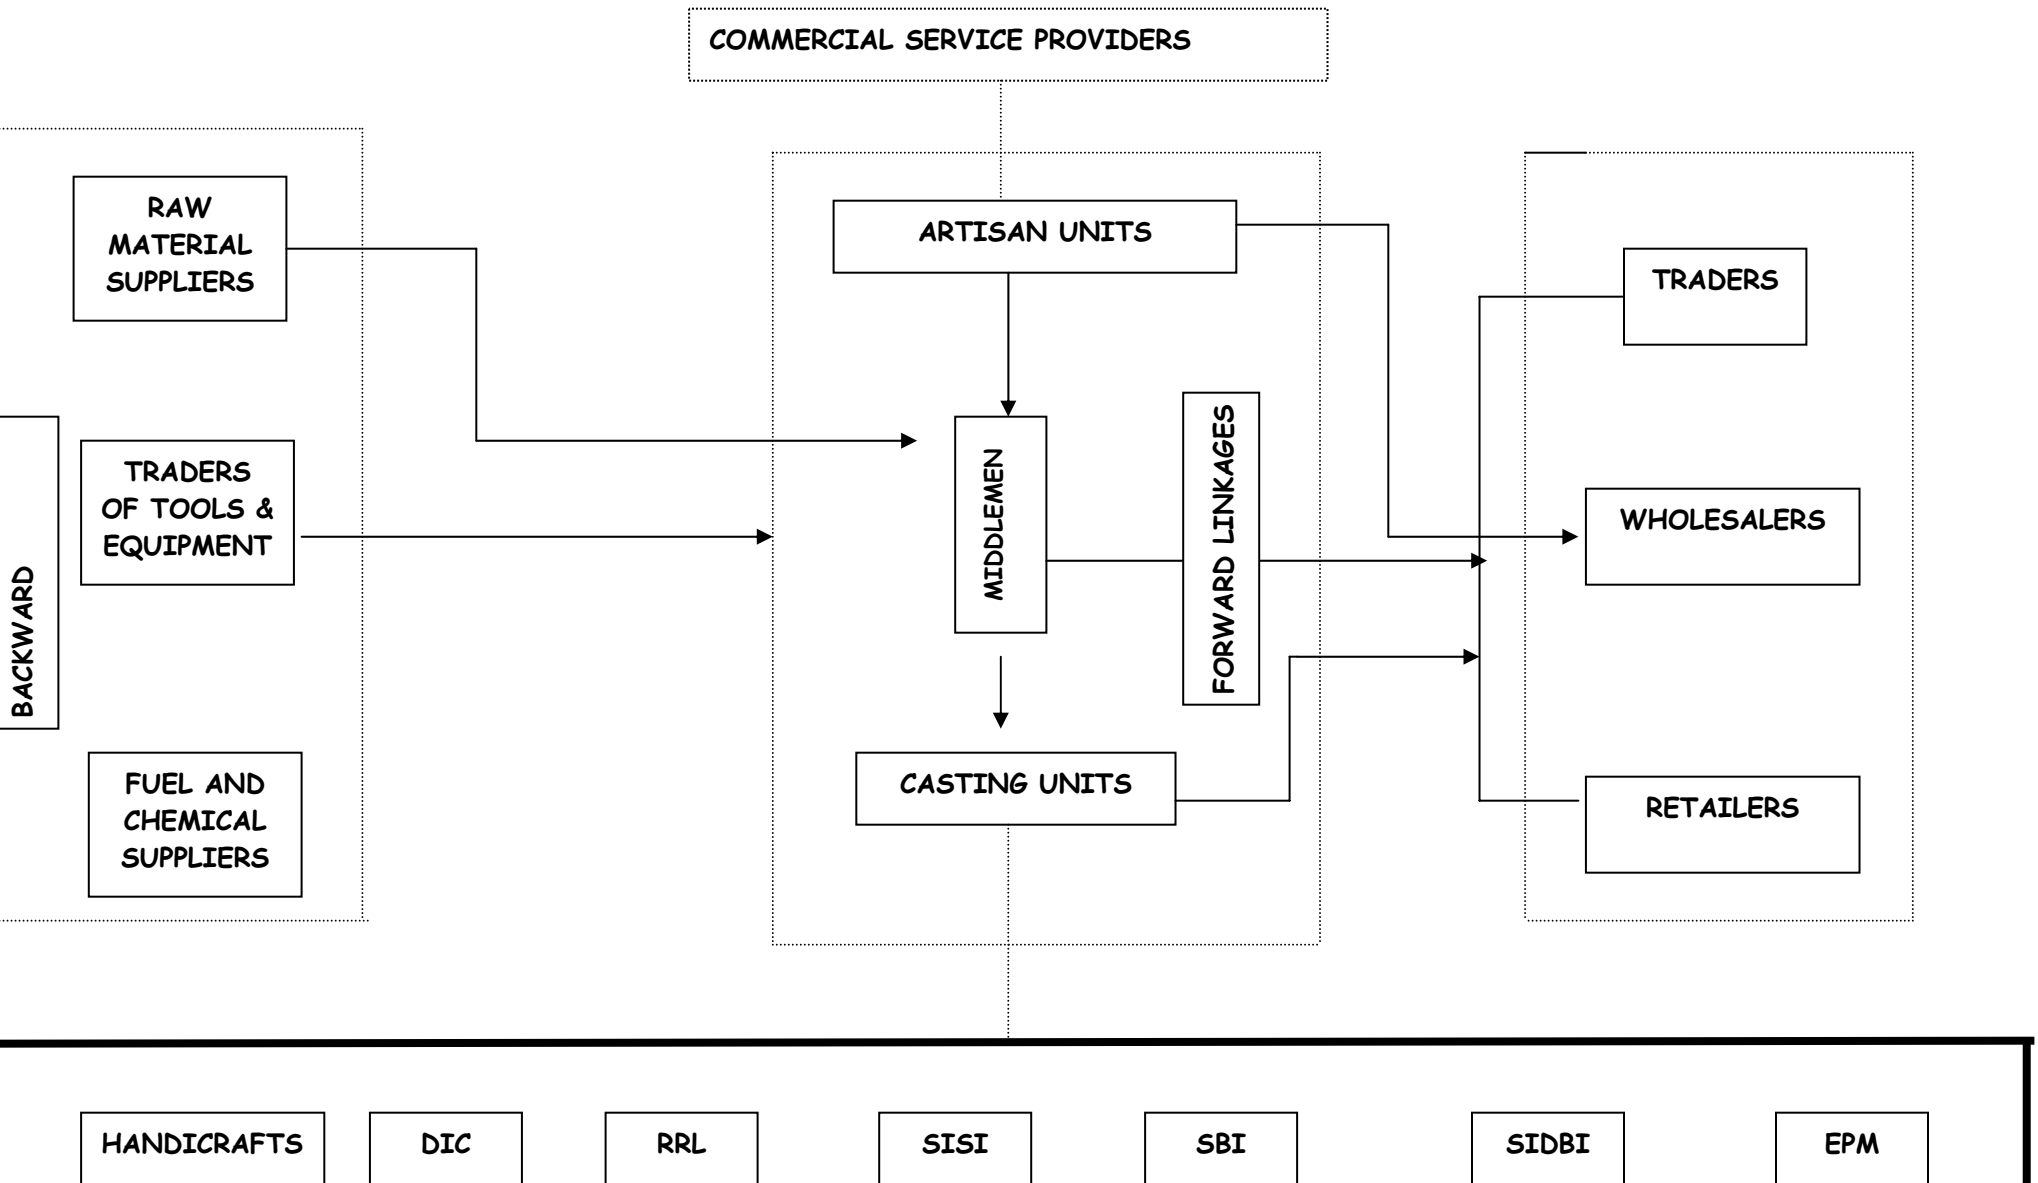 COMMERCIAL SERVICE PROVIDERS
RAW
MATERIAL
SUPPLIERS
ARTISAN UNITS
TRADERS
BACKWARD
TRADERS
OF TOOLS &
EQUIPMENT
MIDDLEMEN
FORWARD LINKAGES
WHOLESALERS
FUEL AND
CHEMICAL
SUPPLIERS
CASTING UNITS
RETAILERS
HANDICRAFTS
DIC
RRL
SISI
SBI
SIDBI
EPM